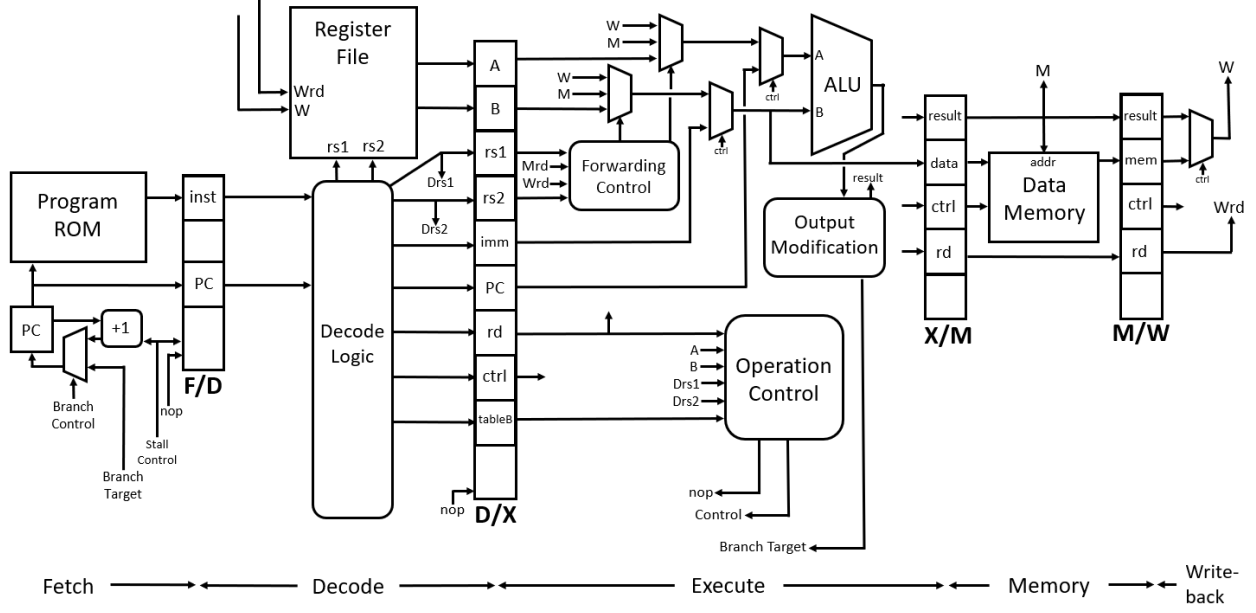 Register
File
Wrd
W
rs1 rs2
Program
ROM
inst
PC
PC
+1
F/D
Branch
Control
nop
Stall
Control
Branch
Target
Decode
Logic
Drs1
Drs2
A
B
rs1
rs2
imm
PC
rd
ctrl
tableB
nop
D/X
W
M
W
M
Mrd
Wrd
Forwarding
Control
ctrl
ctrl
A
B
ALU
result
Output
Modification
A
B
Drs1
Drs2
Operation
Control
nop
Control
Branch Target
result
data
ctrl
rd
X/M
M
addr
Data
Memory
result
mem
ctrl
rd
M/W
W
ctrl
Wrd
Fetch
Decode
Execute
Memory
Write-
back